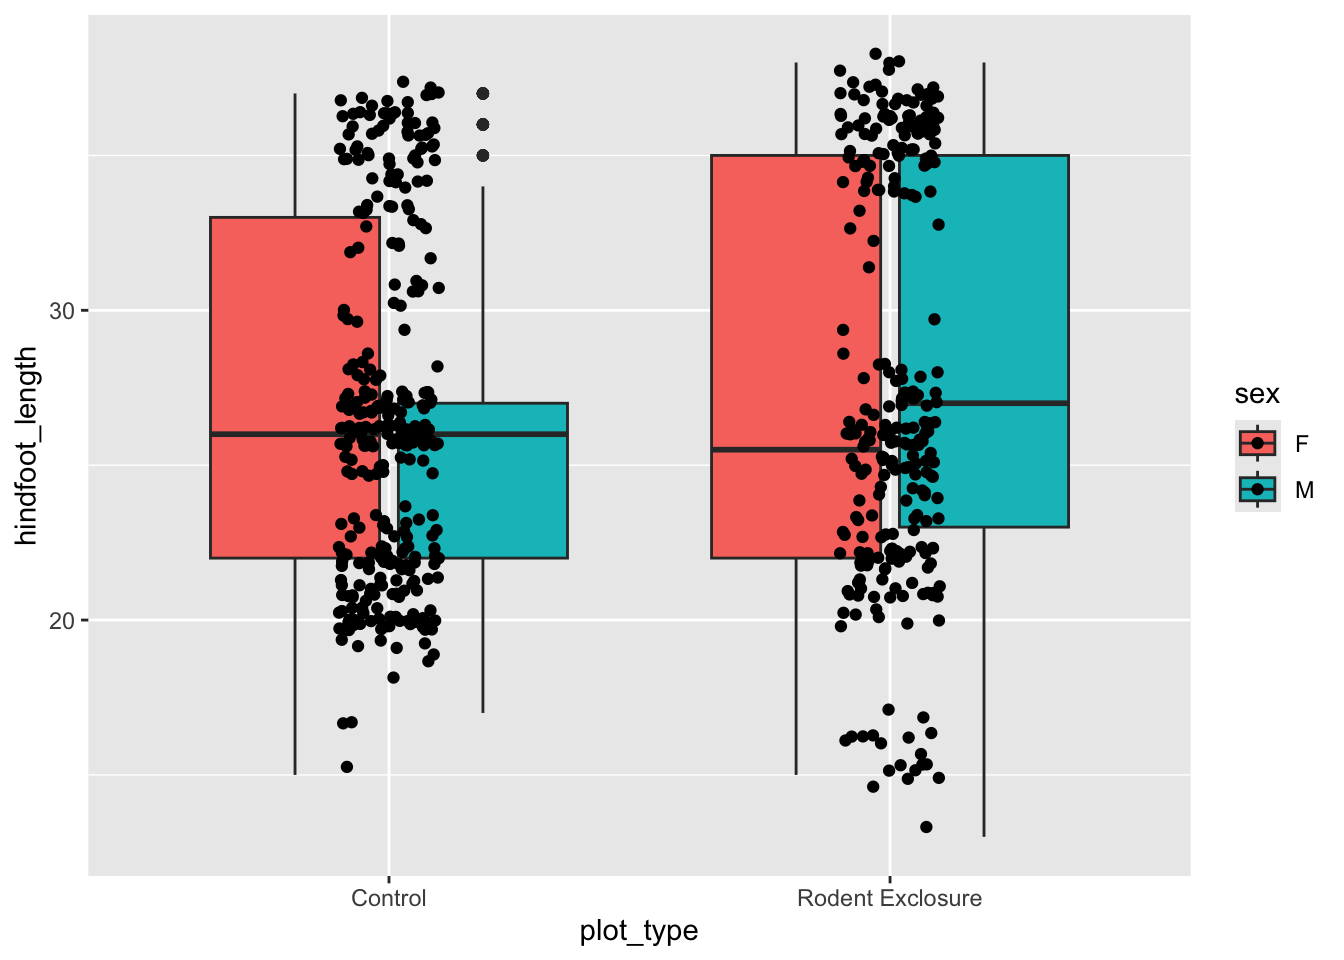 hindfoot_length
30
20
Control
Rodent Exclosure
plot_type
sex
F
M